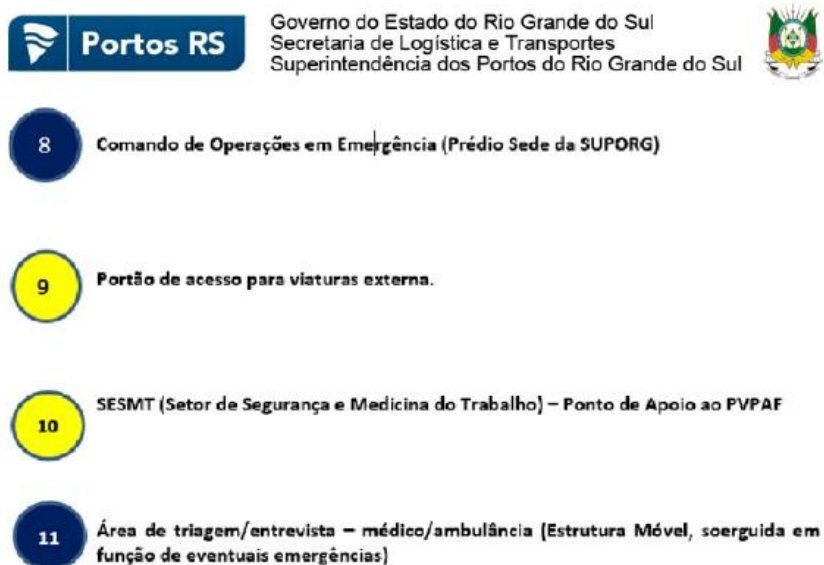 Portos RS
Governo do Estado do Rio Grande do Sul
Secretaria de Logística e Transportes
Superintendência dos Portos do Rio Grande do Sul
8
Comando de Operações em Emergência (Prédio Sede da SUPORG)
9
Portão de acesso para viaturas externa.
10
SESMT (Setor de Segurança e Medicina do Trabalho) – Ponto de Apoio ao PVPAF
11
Área de triagem/entrevista – médico/ambulância (Estrutura Móvel, soerguida em
função de eventuais emergências)